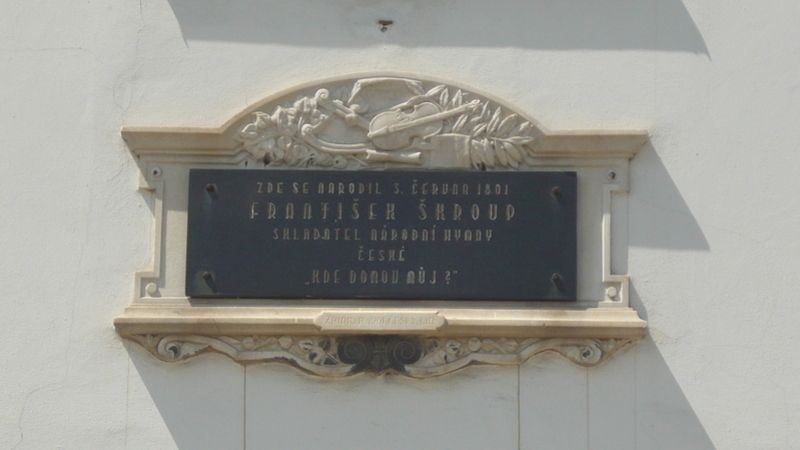 ZDE SE NARODIL 3. ČERVNA 1801
FRANTIŠEK ŠKROUP
SKLADATEL NÁRODNÍ HYMNY
ČESKÉ
„KDE DOMOV MŮJ?"